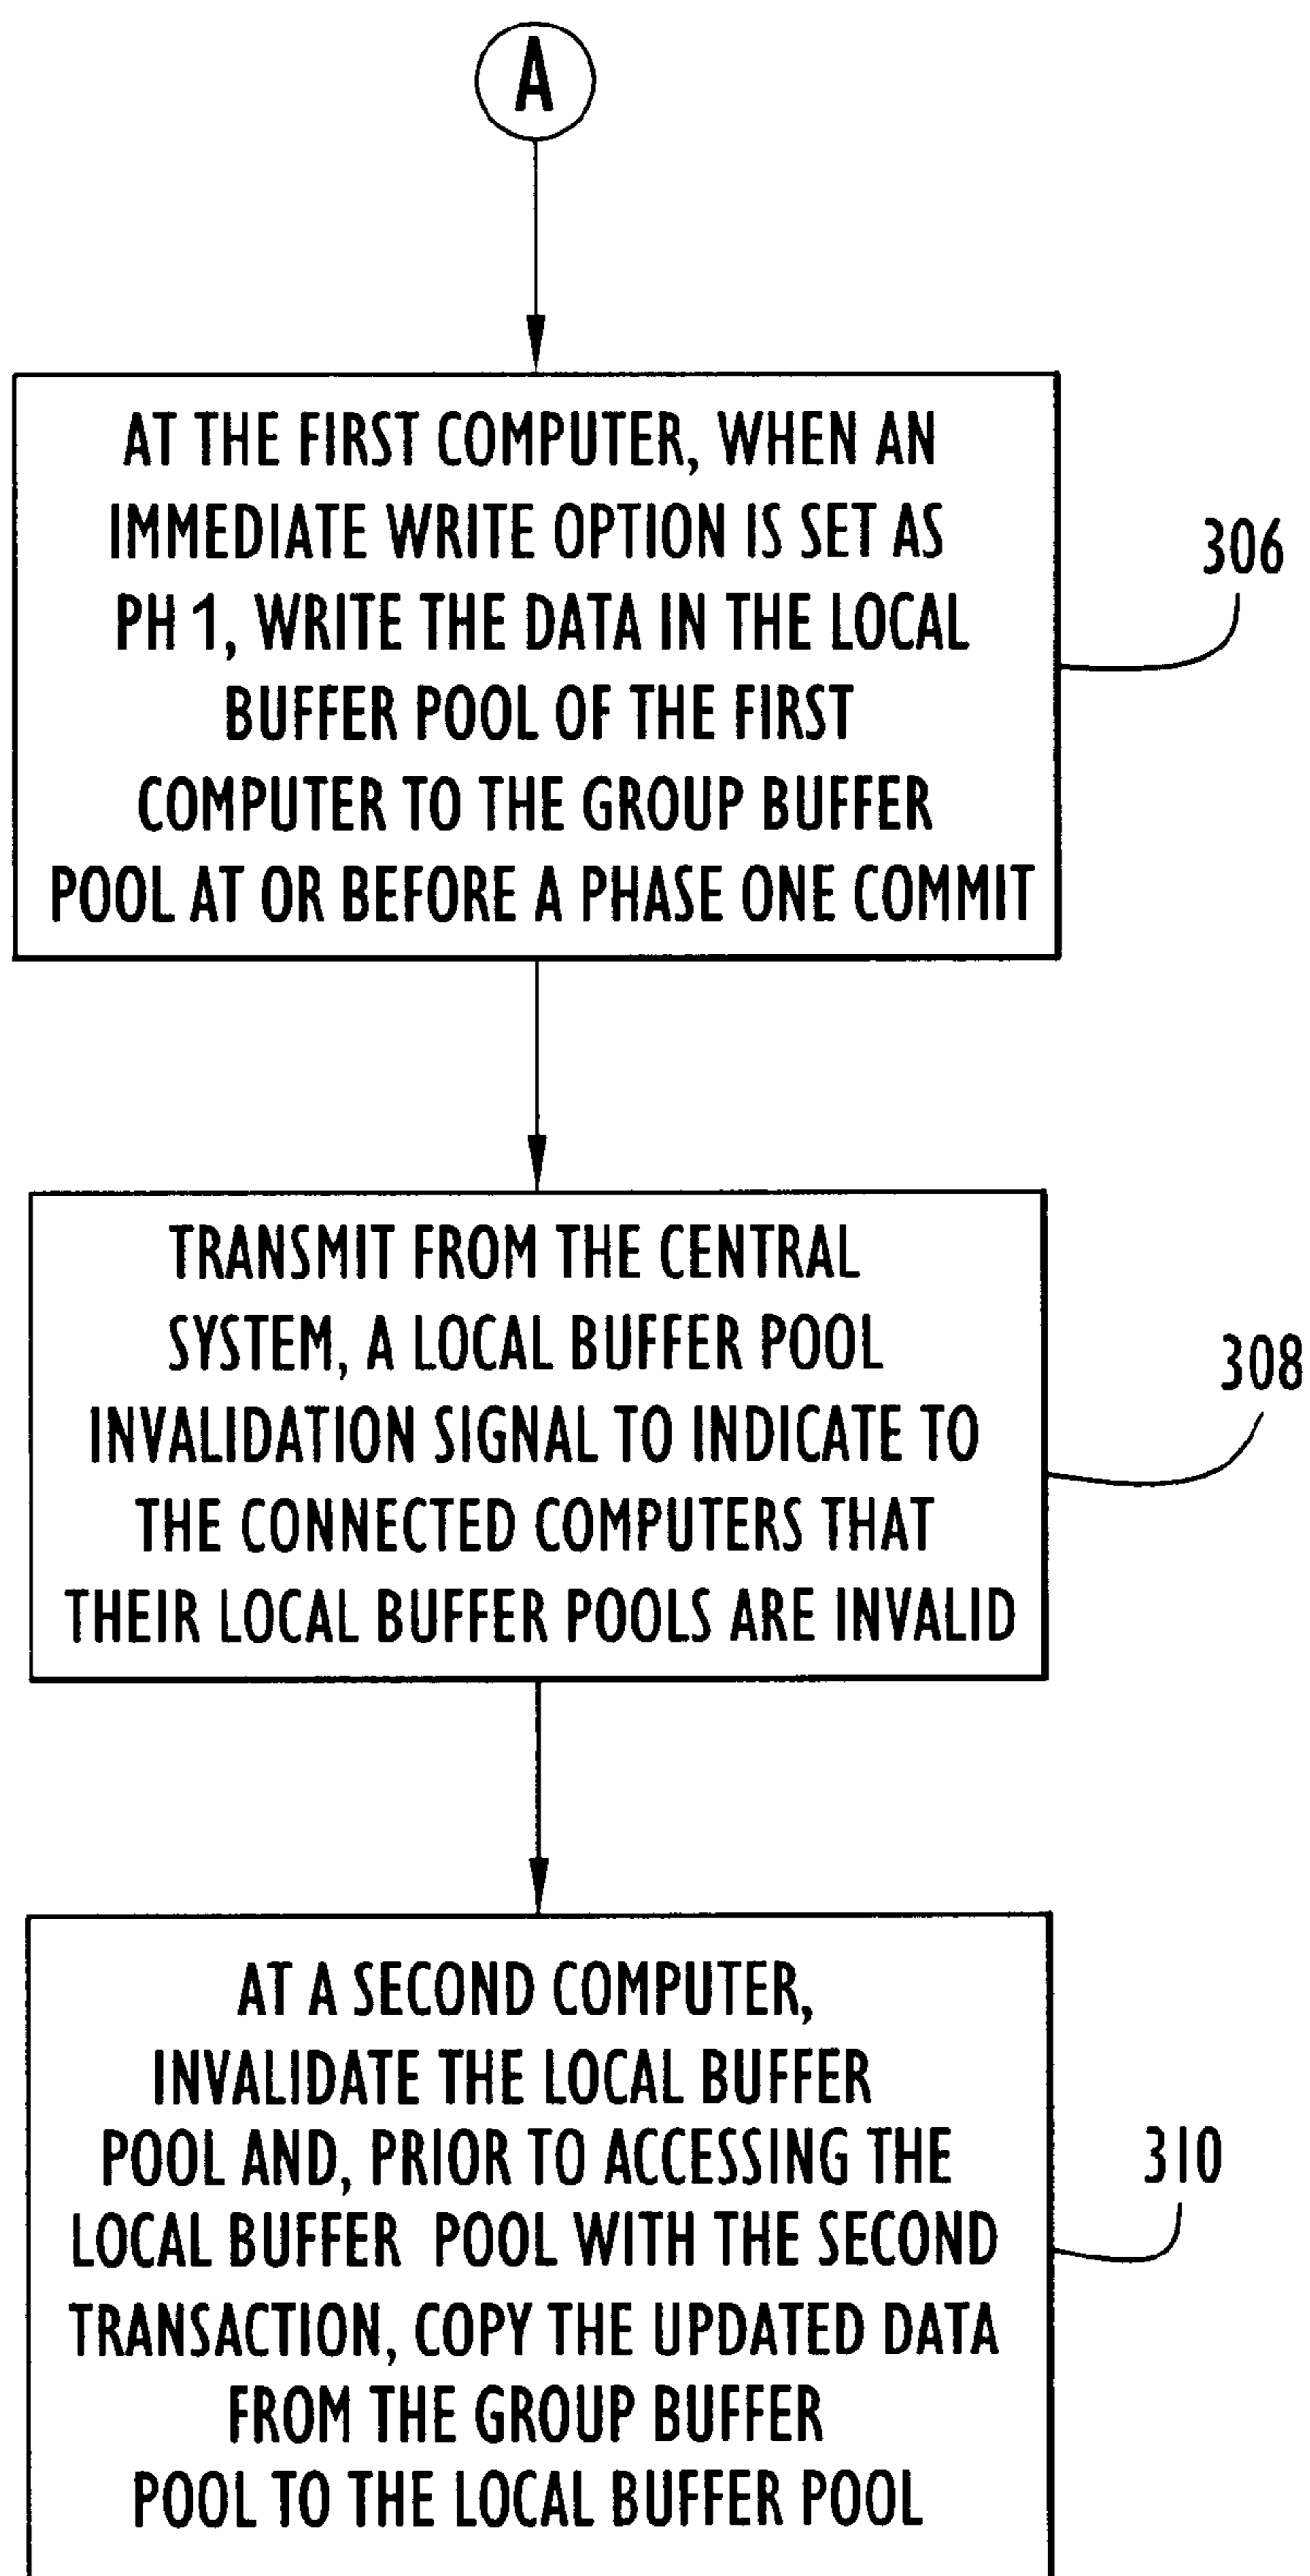 A
AT THE FIRST COMPUTER, WHEN AN
IMMEDIATE WRITE OPTION IS SET AS
PH 1, WRITE THE DATA IN THE LOCAL
BUFFER POOL OF THE FIRST
COMPUTER TO THE GROUP BUFFER
POOL AT OR BEFORE A PHASE ONE COMMIT
306
TRANSMIT FROM THE CENTRAL
SYSTEM, A LOCAL BUFFER POOL
INVALIDATION SIGNAL TO INDICATE TO
THE CONNECTED COMPUTERS THAT
THEIR LOCAL BUFFER POOLS ARE INVALID
308
AT A SECOND COMPUTER,
INVALIDATE THE LOCAL BUFFER
POOL AND, PRIOR TO ACCESSING THE
LOCAL BUFFER POOL WITH THE SECOND
TRANSACTION, COPY THE UPDATED DATA
FROM THE GROUP BUFFER
POOL TO THE LOCAL BUFFER POOL
310